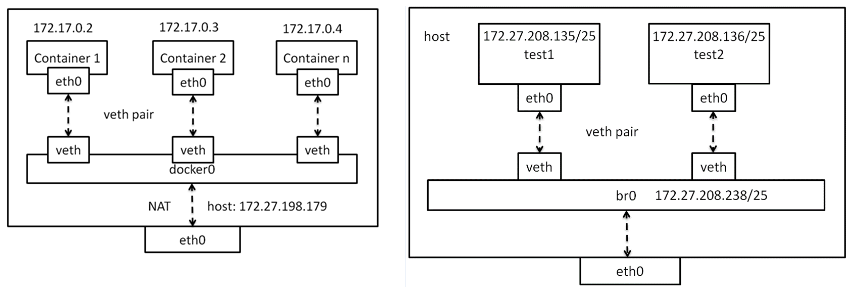 172.17.0.2 172.17.0.3 172.17.0.4
Container 1 Container 2 Container n
eth0 eth0 eth0
veth pair
veth veth veth
docker0
NAT host: 172.27.198.179
eth0
host
172.27.208.135/25 172.27.208.136/25
test1 test2
eth0 eth0
veth pair
veth veth
br0 172.27.208.238/25
eth0